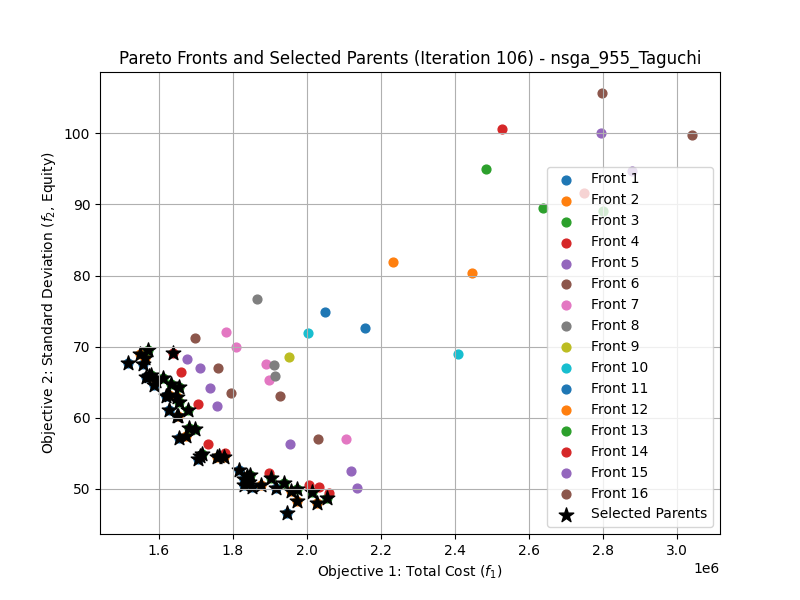 Pareto Fronts and Selected Parents (Iteration 106) - nsga_955_Taguchi
Objective 2: Standard Deviation (f₂, Equity)
100
90
80
70
60
50
Front 1
Front 2
Front 3
Front 4
Front 5
Front 6
Front 7
Front 8
Front 9
Front 10
Front 11
Front 12
Front 13
Front 14
Front 15
Front 16
Selected Parents
1.6 1.8 2.0 2.2 2.4 2.6 2.8 3.0
1e6
Objective 1: Total Cost (f₁)